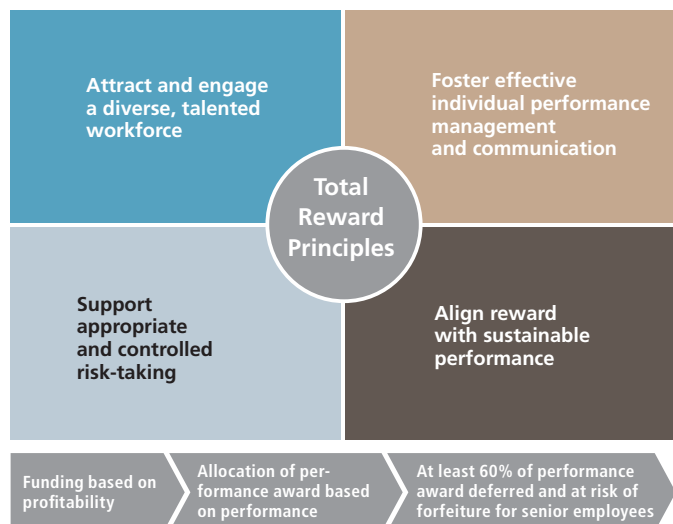 Attract and engage
a diverse, talented
workforce
Foster effective
individual performance
management
and communication
Total
Reward
Principles
Support
appropriate
and controlled
risk-taking
Align reward
with sustainable
performance
Funding based on
profitability
Allocation of per-
formance award based
on performance
At least 60% of performance
award deferred and at risk of
forfeiture for senior employees